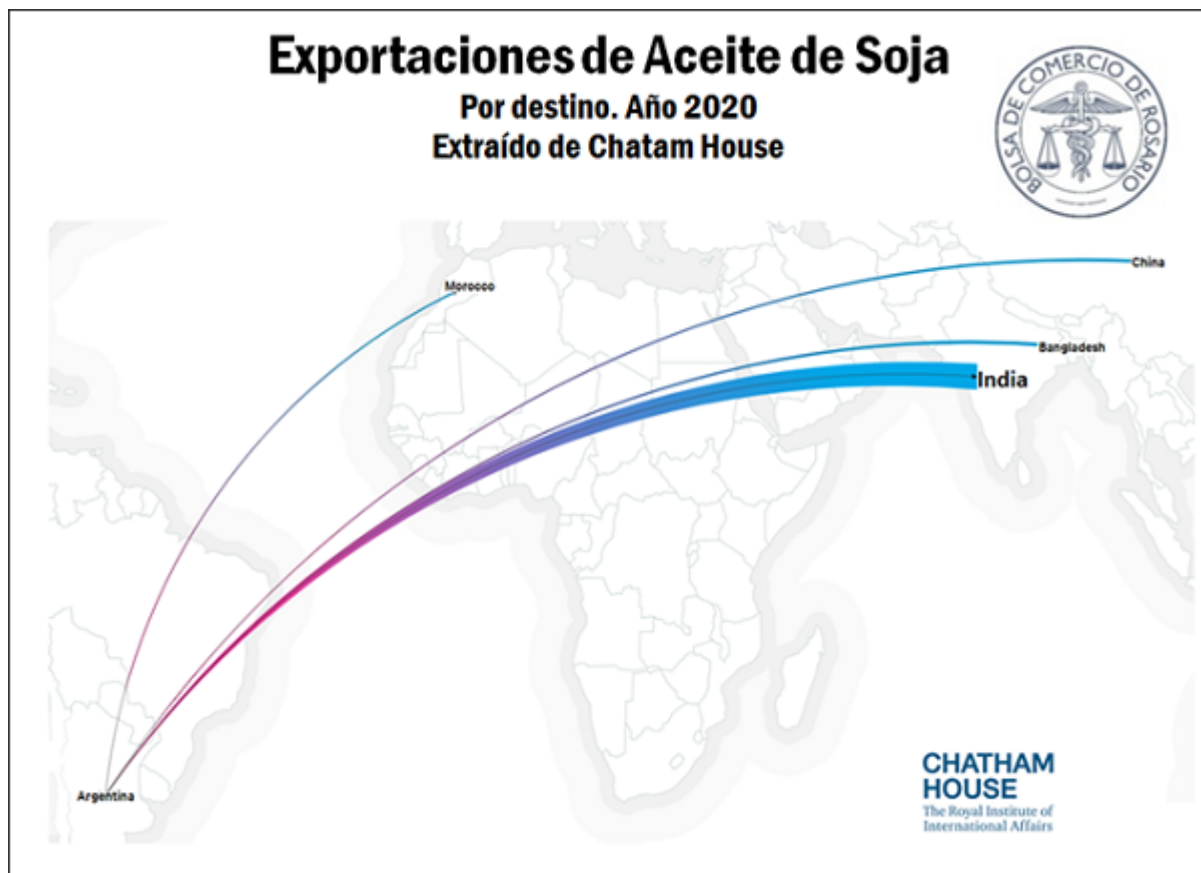 Exportaciones de Aceite de Soja
Por destino. Año 2020
Extraído de Chatam House
BOLSA DE COMERCIO DE ROSARIO
China
Morocco
Bangladesh
India
Argentina
CHATHAM
HOUSE
The Royal Institute of
International Affairs